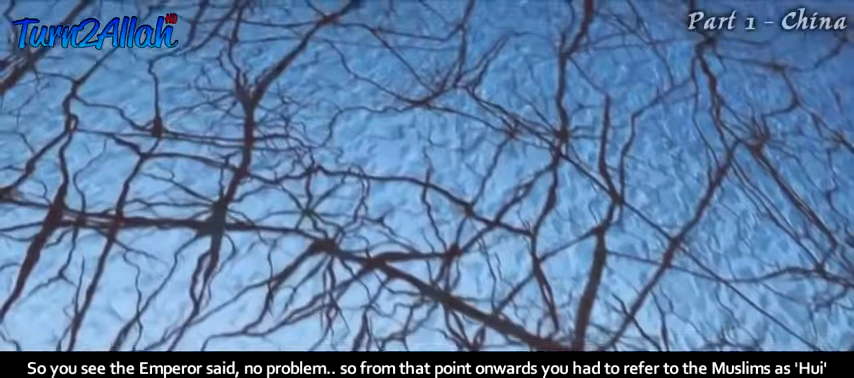 Turn2Allah HD
Part 1 - China
So you see the Emperor said, no problem.. so from that point onwards you had to refer to the Muslims as 'Hui'